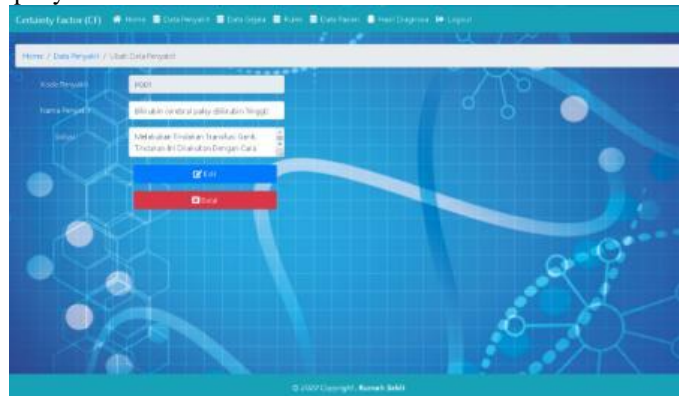 Certainty Factor (CF) Home Data Penyakit Data Gejala Rules Data Pasien Hasil Diagnosa Logout
Home / Data Penyakit / Ubah Data Penyakit
Kode Penyakit P001
Nama Penyakit Bilirubin cerebral palsy (Bilirubin Tinggi)
Solusi Melakukan Tindakan Transfusi
Tindakan Ini Dilakukan Dengan Cara
Edit
Batal
© 2022 Copyright: Rumah Sakit